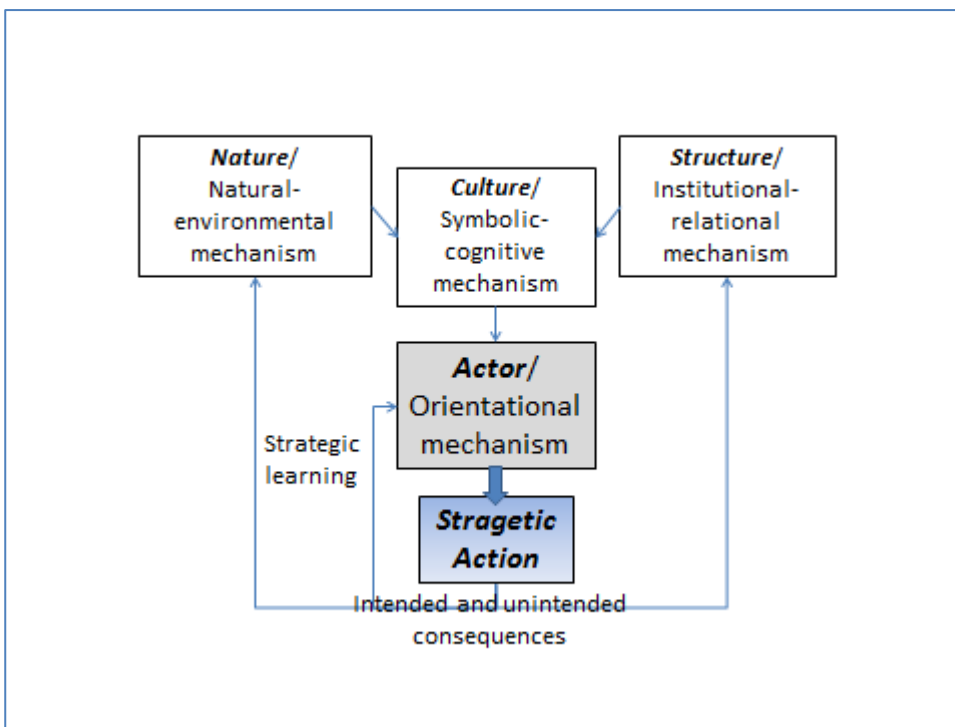 Nature/
Natural-
environmental
mechanism
Culture/
Symbolic-
cognitive
mechanism
Structure/
Institutional-
relational
mechanism
Actor/
Orientational
mechanism
Strategic
learning
Stragetic
Action
Intended and unintended
consequences